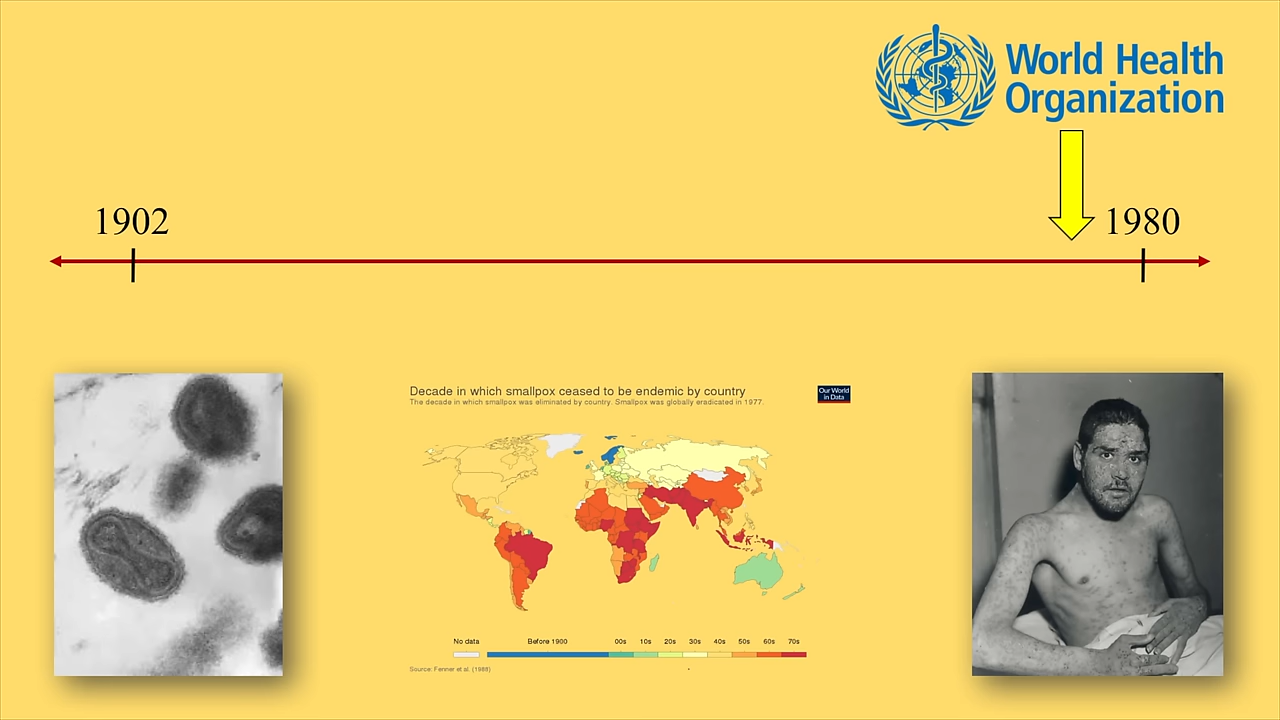 World Health
Organization
1902
1980
Decade in which smallpox ceased to be endemic by country
The decade in which smallpox was eliminated by country. Smallpox was globally eradicated in 1977.
Our World
in Data
No data
Before 1900
00s
10s
20s
30s
40s
50s
60s
70s
Source: Fenner et al. (1988)